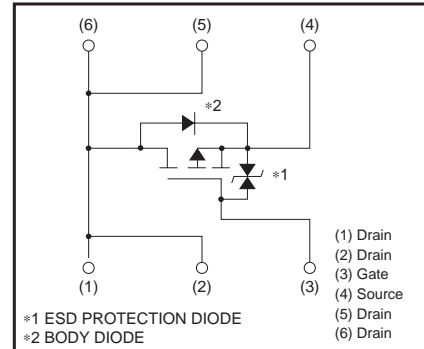 (6) (5) (4)
∗2
∗1
(1) Drain
(2) Drain
(3) Gate
(4) Source
(5) Drain
(6) Drain
(1) (2) (3)
∗1 ESD PROTECTION DIODE
∗2 BODY DIODE